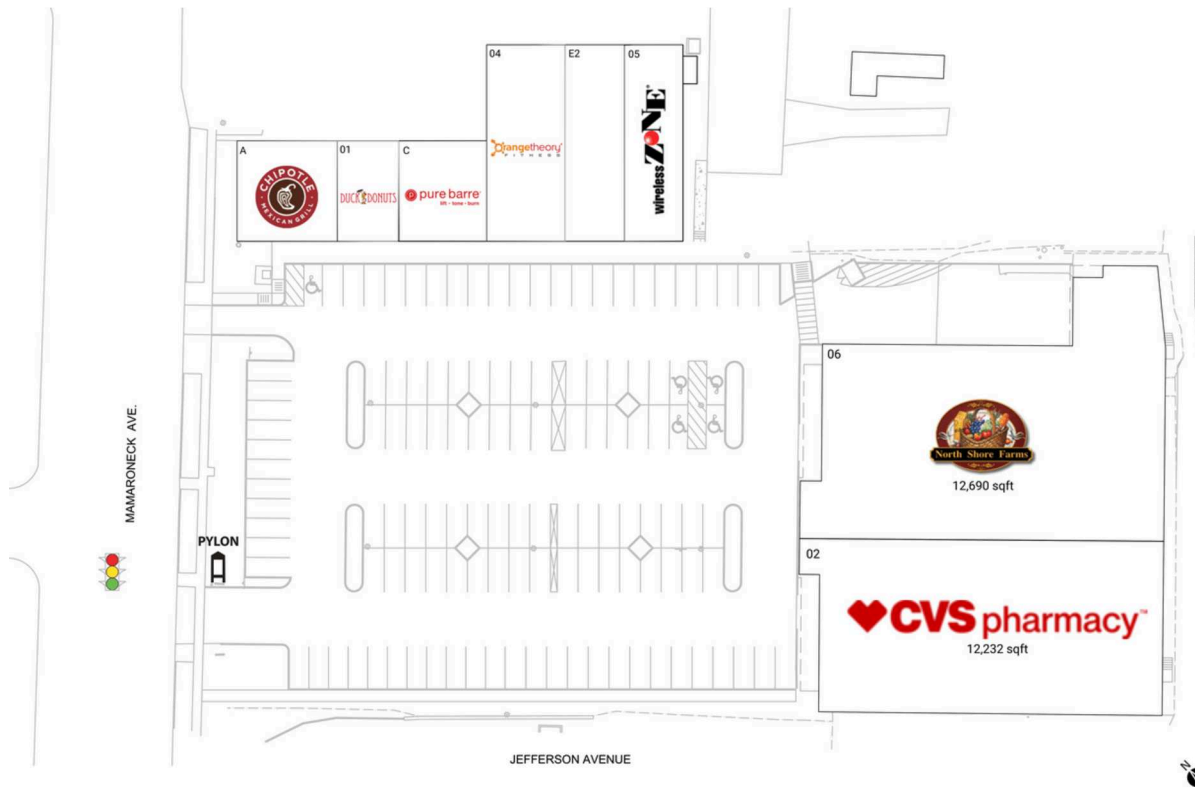 04
E2
05
A
01
C
CHIPOTLE
MEXICAN GRILL
DUCK DONUTS
pure barre
lift • tone • burn
Orangetheory
FITNESS
wireless ZONE®
06
North Shore Farms
12,690 sqft
02
CVS pharmacy™
12,232 sqft
MAMARONECK AVE.
PYLON
JEFFERSON AVENUE
N